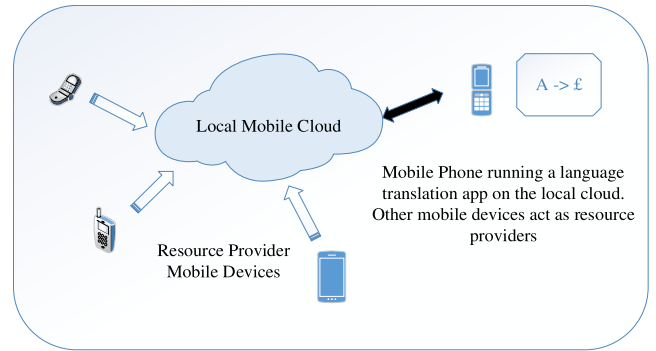 Local Mobile Cloud
A -> £
Mobile Phone running a language
translation app on the local cloud.
Other mobile devices act as resource
providers
Resource Provider
Mobile Devices